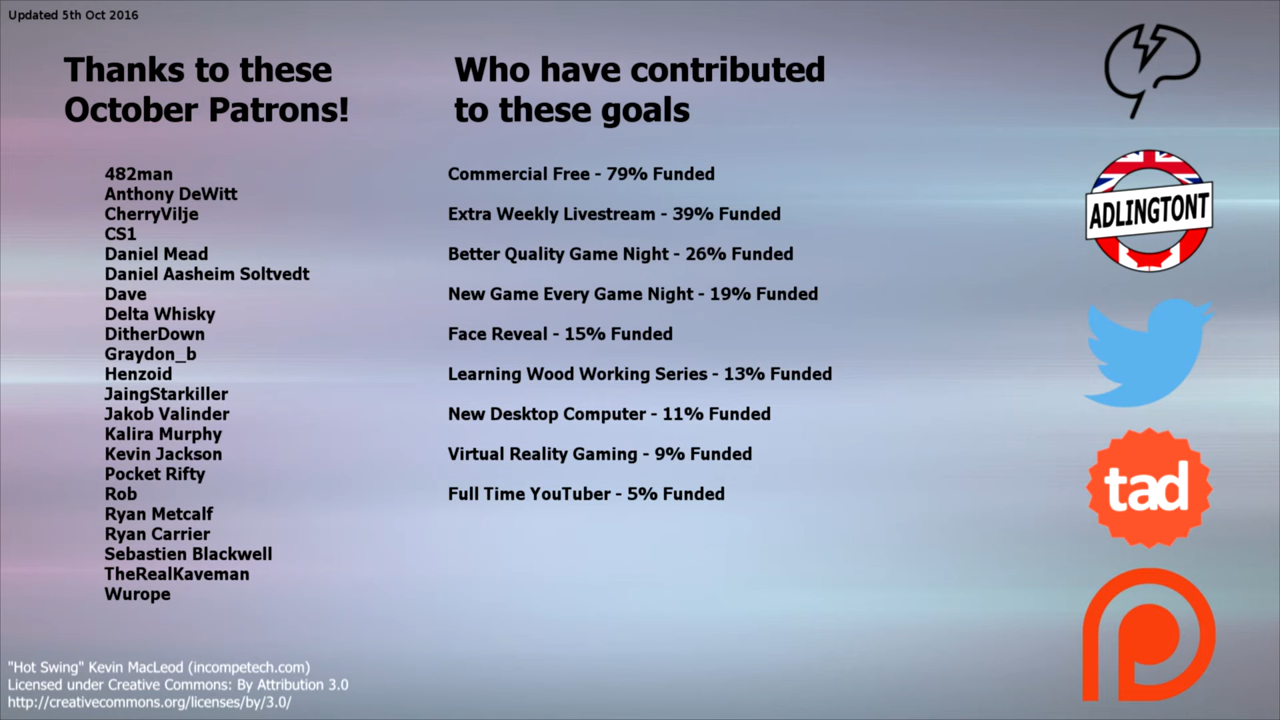 Updated 5th Oct 2016
Thanks to these
October Patrons!
482man
Anthony DeWitt
CherryVilje
CS1
Daniel Mead
Daniel Aasheim Soltvedt
Dave
Delta Whisky
DitherDown
Graydon_b
Henzoid
JaingStarkiller
Jakob Valinder
Kalira Murphy
Kevin Jackson
Pocket Rifty
Rob
Ryan Metcalf
Ryan Carrier
Sebastien Blackwell
TheRealKaveman
Wurope
Who have contributed
to these goals
Commercial Free - 79% Funded
Extra Weekly Livestream - 39% Funded
Better Quality Game Night - 26% Funded
New Game Every Game Night - 19% Funded
Face Reveal - 15% Funded
Learning Wood Working Series - 13% Funded
New Desktop Computer - 11% Funded
Virtual Reality Gaming - 9% Funded
Full Time YouTuber - 5% Funded
ADLINGTONT
tad
"Hot Swing" Kevin MacLeod (incompetech.com)
Licensed under Creative Commons: By Attribution 3.0
http://creativecommons.org/licenses/by/3.0/